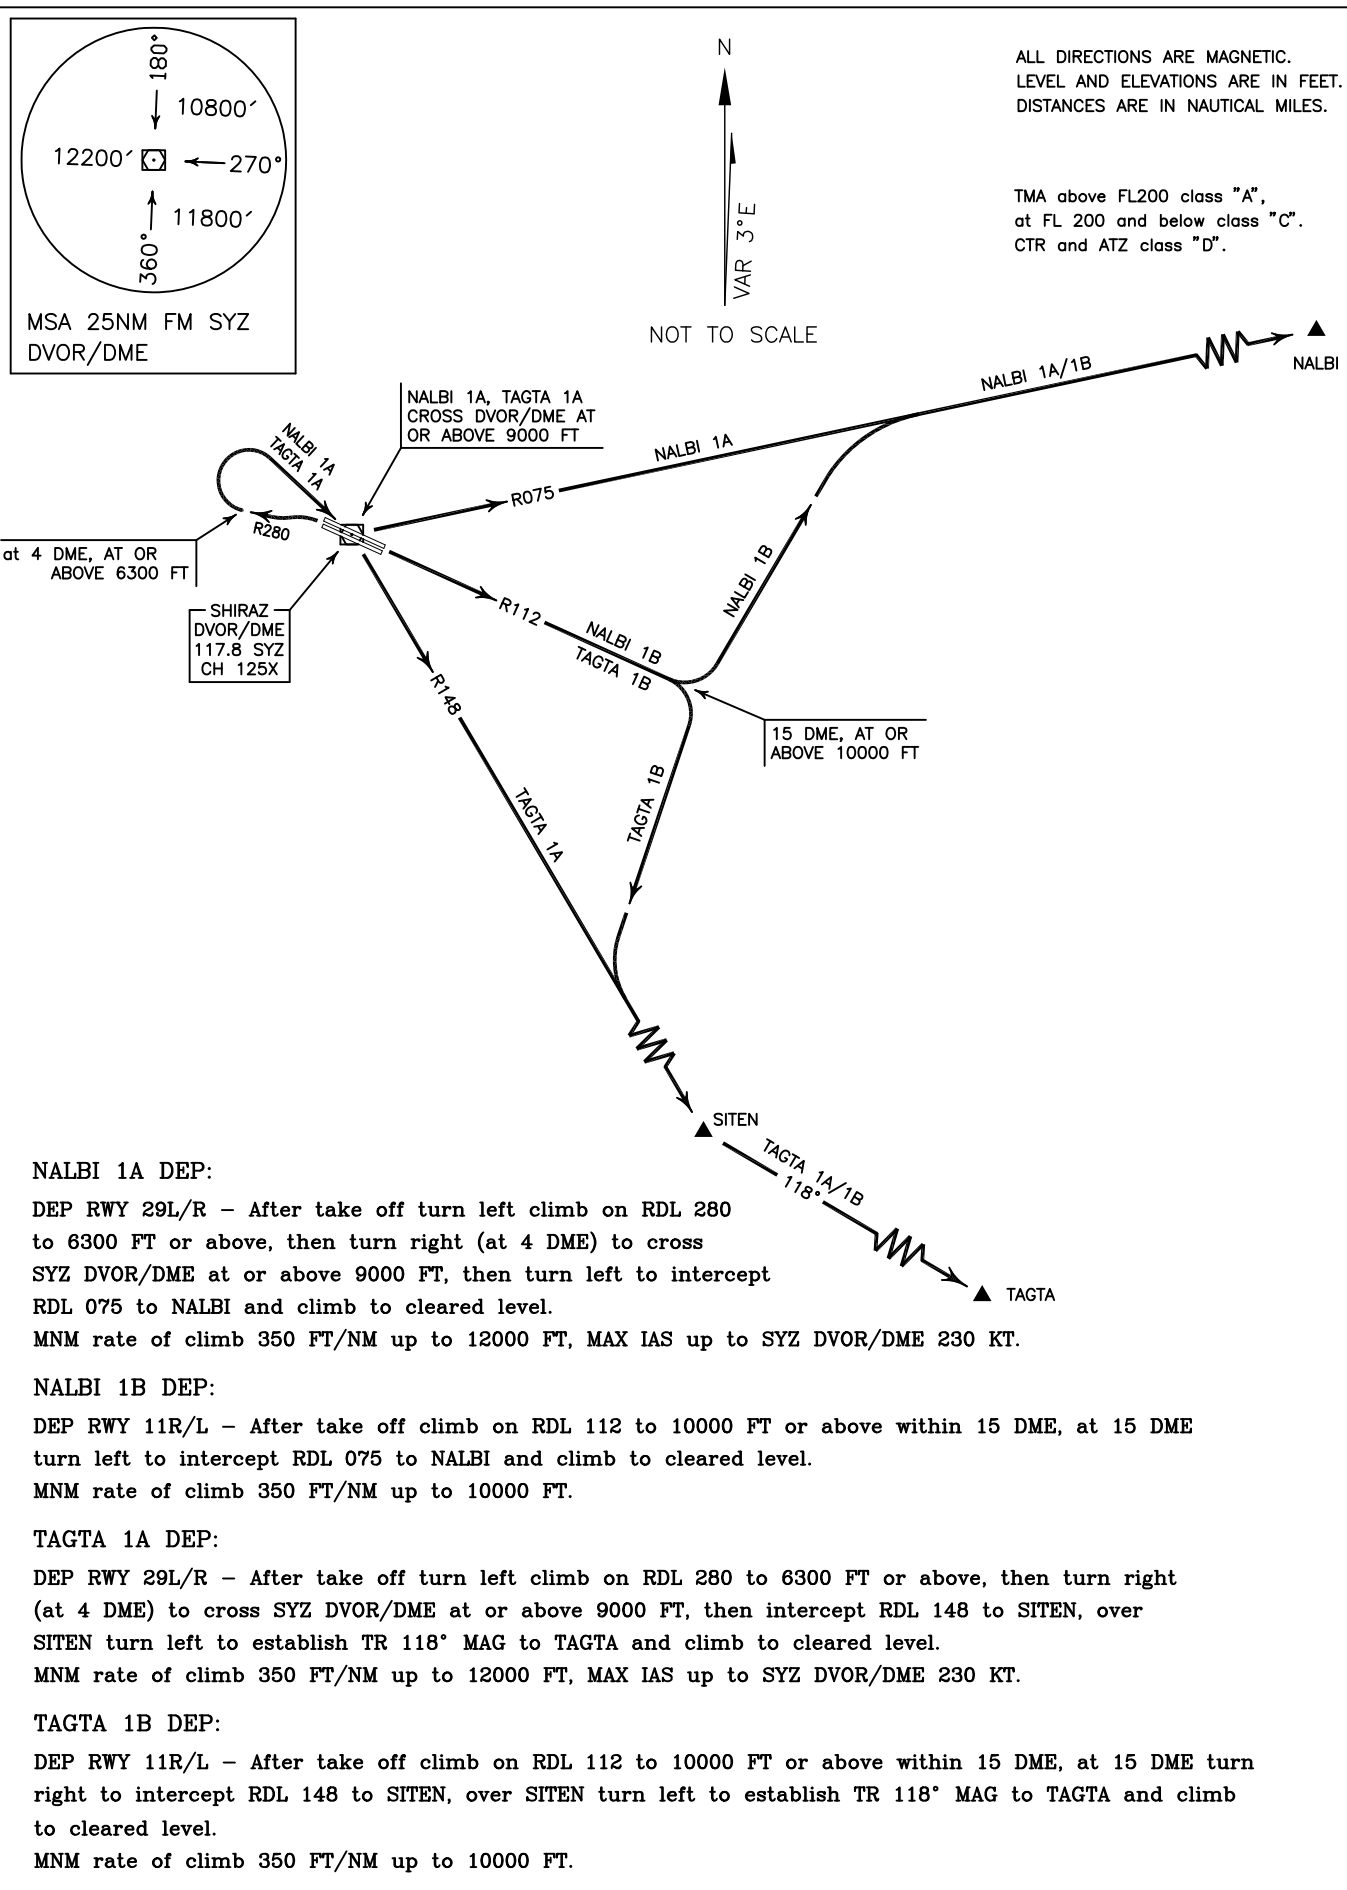 180°
10800′
12200′
270°
11800′
360°
MSA 25NM FM SYZ
DVOR/DME
N
VAR 3°E
NOT TO SCALE
ALL DIRECTIONS ARE MAGNETIC.
LEVEL AND ELEVATIONS ARE IN FEET.
DISTANCES ARE IN NAUTICAL MILES.
TMA above FL200 class "A",
at FL 200 and below class "C".
CTR and ATZ class "D".
NALBI
NALBI 1A/1B
NALBI 1A, TAGTA 1A
CROSS DVOR/DME AT
OR ABOVE 9000 FT
NALBI 1A
TAGTA 1A
NALBI 1A
R075
R280
at 4 DME, AT OR
ABOVE 6300 FT
SHIRAZ
DVOR/DME
117.8 SYZ
CH 125X
R112
NALBI 1B
TAGTA 1B
NALBI 1B
R148
15 DME, AT OR
ABOVE 10000 FT
TAGTA 1B
TAGTA 1A
SITEN
TAGTA 1A/1B
118°
TAGTA
NALBI 1A DEP:
DEP RWY 29L/R – After take off turn left climb on RDL 280
to 6300 FT or above, then turn right (at 4 DME) to cross
SYZ DVOR/DME at or above 9000 FT, then turn left to intercept
RDL 075 to NALBI and climb to cleared level.
MNM rate of climb 350 FT/NM up to 12000 FT, MAX IAS up to SYZ DVOR/DME 230 KT.
NALBI 1B DEP:
DEP RWY 11R/L – After take off climb on RDL 112 to 10000 FT or above within 15 DME, at 15 DME
turn left to intercept RDL 075 to NALBI and climb to cleared level.
MNM rate of climb 350 FT/NM up to 10000 FT.
TAGTA 1A DEP:
DEP RWY 29L/R – After take off turn left climb on RDL 280 to 6300 FT or above, then turn right
(at 4 DME) to cross SYZ DVOR/DME at or above 9000 FT, then intercept RDL 148 to SITEN, over
SITEN turn left to establish TR 118° MAG to TAGTA and climb to cleared level.
MNM rate of climb 350 FT/NM up to 12000 FT, MAX IAS up to SYZ DVOR/DME 230 KT.
TAGTA 1B DEP:
DEP RWY 11R/L – After take off climb on RDL 112 to 10000 FT or above within 15 DME, at 15 DME turn
right to intercept RDL 148 to SITEN, over SITEN turn left to establish TR 118° MAG to TAGTA and climb
to cleared level.
MNM rate of climb 350 FT/NM up to 10000 FT.